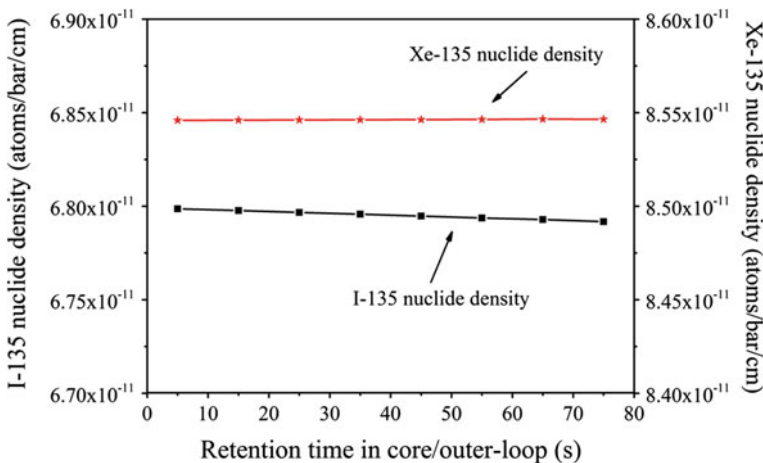 I-135 nuclide density (atoms/bar/cm)
6.90x10⁻¹¹
6.85x10⁻¹¹
6.80x10⁻¹¹
6.75x10⁻¹¹
6.70x10⁻¹¹
Xe-135 nuclide density
I-135 nuclide density
8.60x10⁻¹¹
8.55x10⁻¹¹
8.50x10⁻¹¹
8.45x10⁻¹¹
8.40x10⁻¹¹
Xe-135 nuclide density (atoms/bar/cm)
0 10 20 30 40 50 60 70 80
Retention time in core/outer-loop (s)